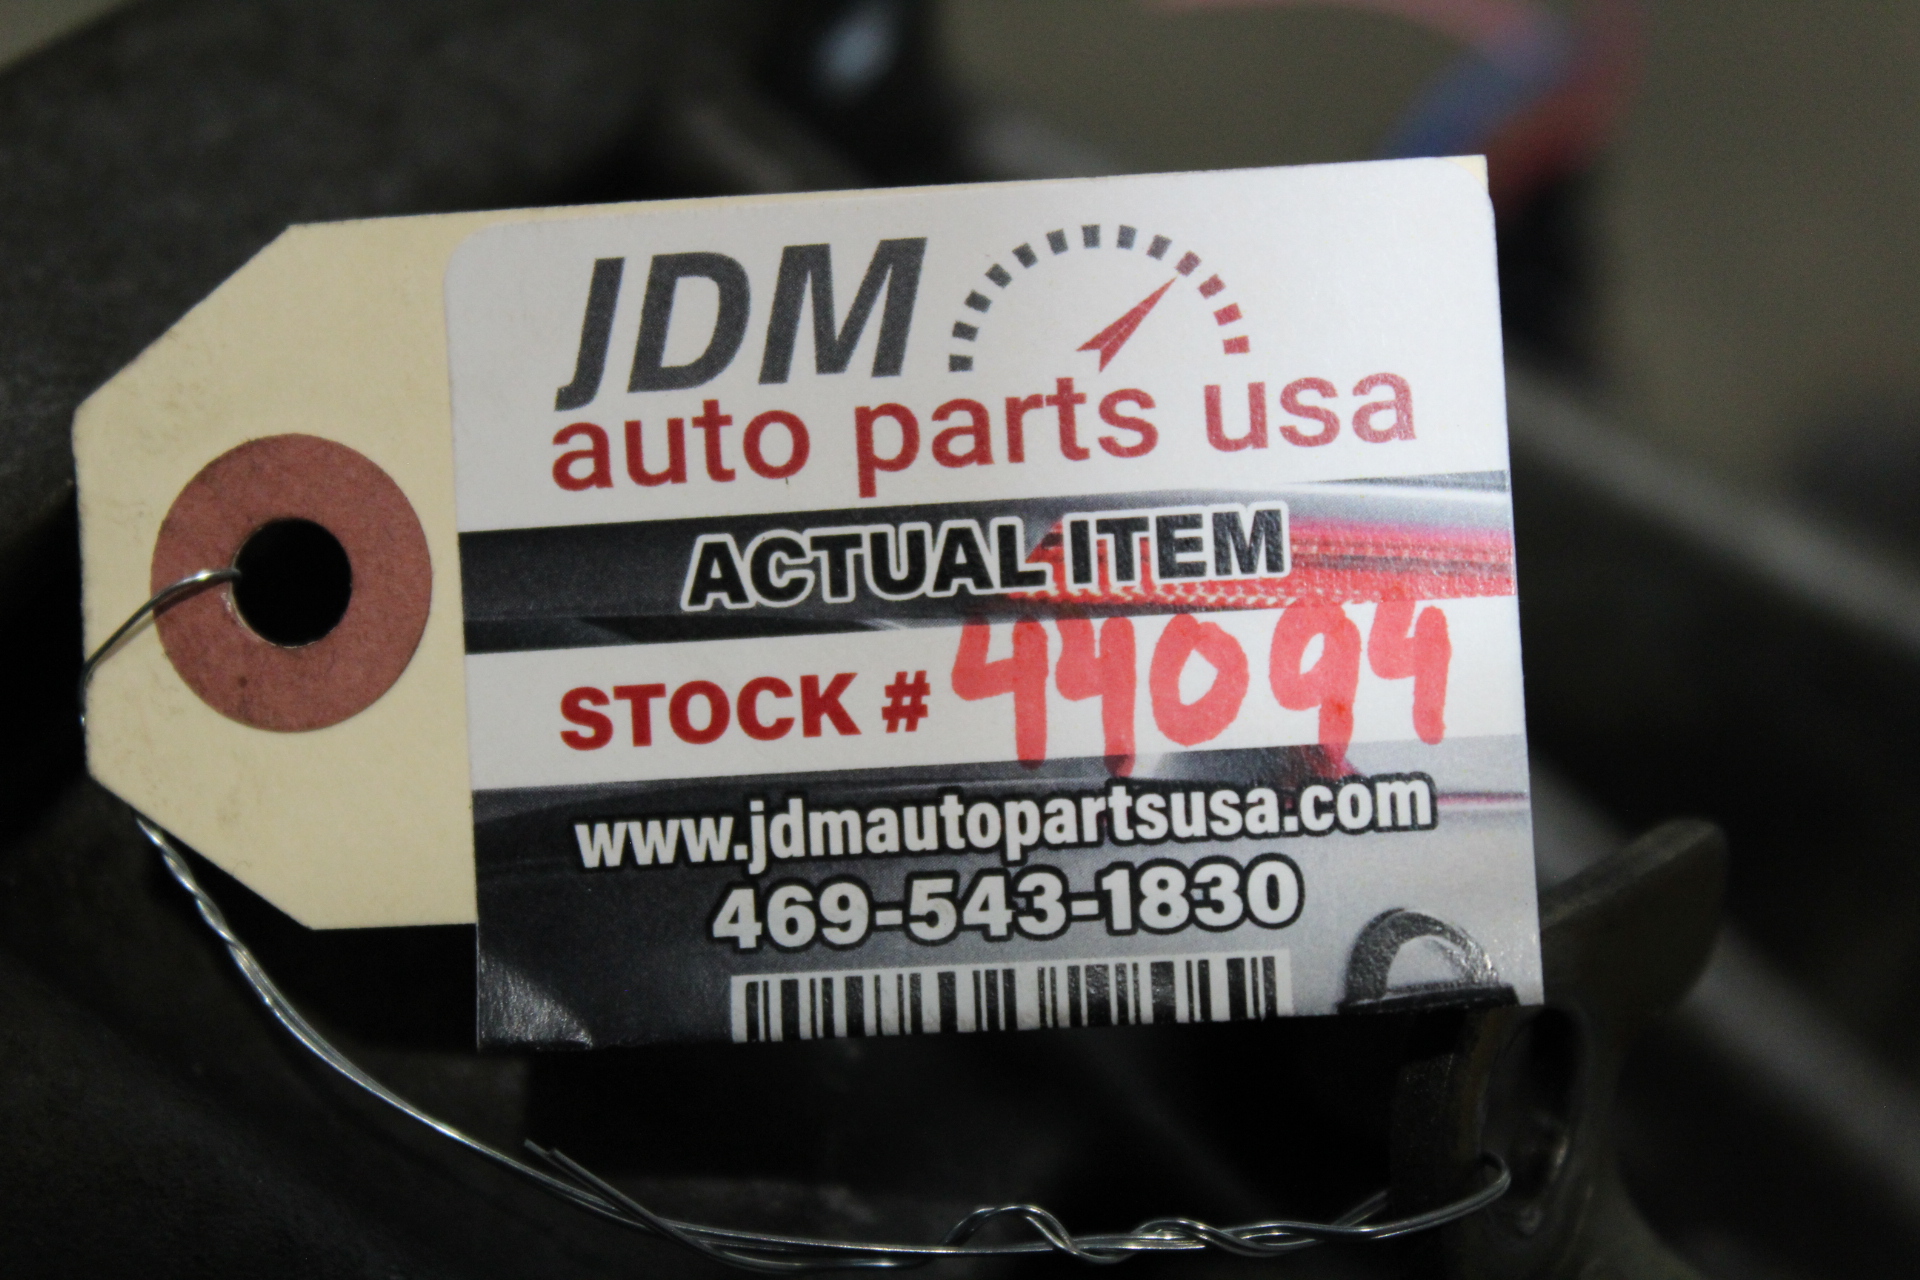 JDM
auto parts usa
ACTUAL ITEM
STOCK # 44094
www.jdmautopartsusa.com
469-543-1830